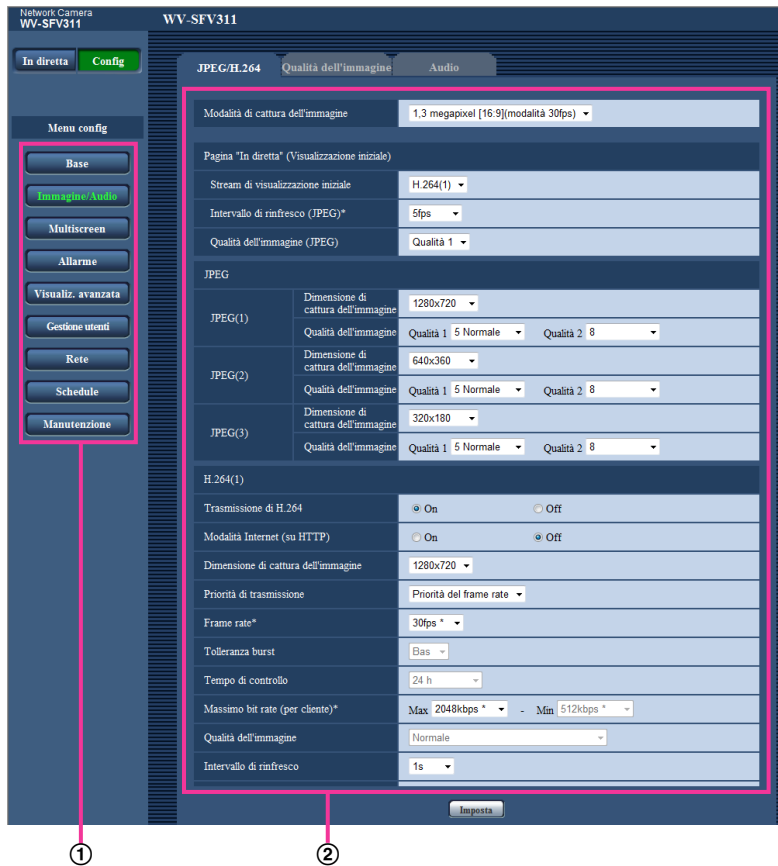 Network Camera
WV-SFV311
WV-SFV311
In diretta Config
Menu config
Base
Immagine/Audio
Multiscreen
Allarme
Visualiz. avanzata
Gestione utenti
Rete
Schedule
Manutenzione
JPEG/H.264 Qualità dell'immagine Audio
Modalità di cattura dell'immagine 1,3 megapixel [16:9](modalità 30fps)
Pagina "In diretta" (Visualizzazione iniziale)
Stream di visualizzazione iniziale H.264(1)
Intervallo di rinfresco (JPEG)* 5fps
Qualità dell'immagine (JPEG) Qualità 1
JPEG
JPEG(1)
Dimensione di
cattura dell'immagine 1280x720
Qualità dell'immagine Qualità 1 5 Normale Qualità 2 8
JPEG(2)
Dimensione di
cattura dell'immagine 640x360
Qualità dell'immagine Qualità 1 5 Normale Qualità 2 8
JPEG(3)
Dimensione di
cattura dell'immagine 320x180
Qualità dell'immagine Qualità 1 5 Normale Qualità 2 8
H.264(1)
Trasmissione di H.264 On Off
Modalità Internet (su HTTP) On Off
Dimensione di cattura dell'immagine 1280x720
Priorità di trasmissione Priorità del frame rate
Frame rate* 30fps *
Tolleranza burst Bas
Tempo di controllo 24 h
Massimo bit rate (per cliente)* Max 2048kbps * - Min 512kbps *
Qualità dell'immagine Normale
Intervallo di rinfresco 1s
Imposta
① ②